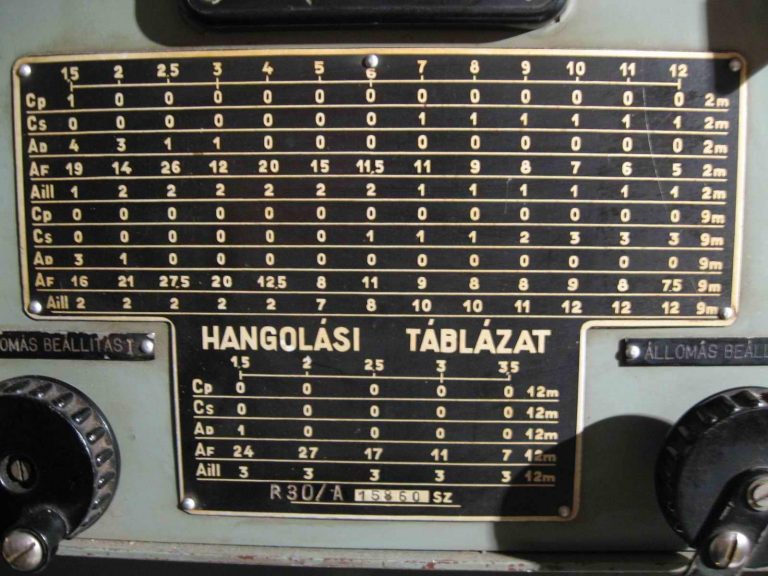 1,5 2 2,5 3 4 5 6 7 8 9 10 11 12
Cp 1 0 0 0 0 0 0 0 0 0 0 0 0 2m
Cs 0 0 0 0 0 0 0 1 1 1 1 1 1 2m
AD 4 3 1 1 0 0 0 0 0 0 0 0 0 2m
AF 19 14 26 12 20 15 11,5 11 9 8 7 6 5 2m
Aill 1 2 2 2 2 2 2 1 1 1 1 1 1 2m
Cp 0 0 0 0 0 0 0 0 0 0 0 0 0 9m
Cs 0 0 0 0 0 0 1 1 1 2 3 3 3 9m
AD 3 1 0 0 0 0 0 0 0 0 0 0 0 9m
AF 16 21 27,5 20 12,5 8 11 9 8 8 9 8 7,5 9m
Aill 2 2 2 2 2 7 8 10 10 11 12 12 12 9m
OMÁS BEÁLLITÁS I
HANGOLÁSI TÁBLÁZAT
ÁLLOMÁS BEÁLL
1,5 2 2,5 3 3,5
Cp 0 0 0 0 0 12m
Cs 0 0 0 0 0 12m
AD 1 0 0 0 0 12m
AF 24 27 17 11 7 12m
Aill 3 3 3 3 3 12m
R30/A 15860 SZ